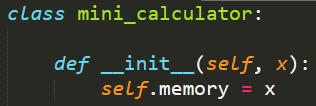 class mini_calculator:
def __init__(self, x):
self.memory = x